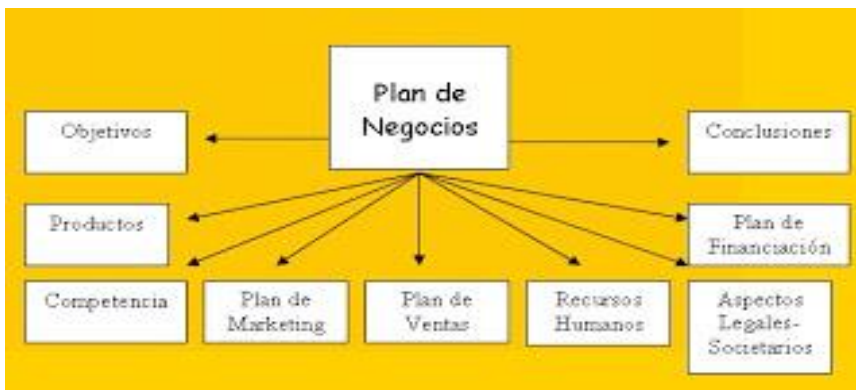 Plan de
Negocios
Objetivos
Conclusiones
Productos
Plan de
Financiación
Competencia
Plan de
Marketing
Plan de
Ventas
Recursos
Humanos
Aspectos
Legales-
Societarios